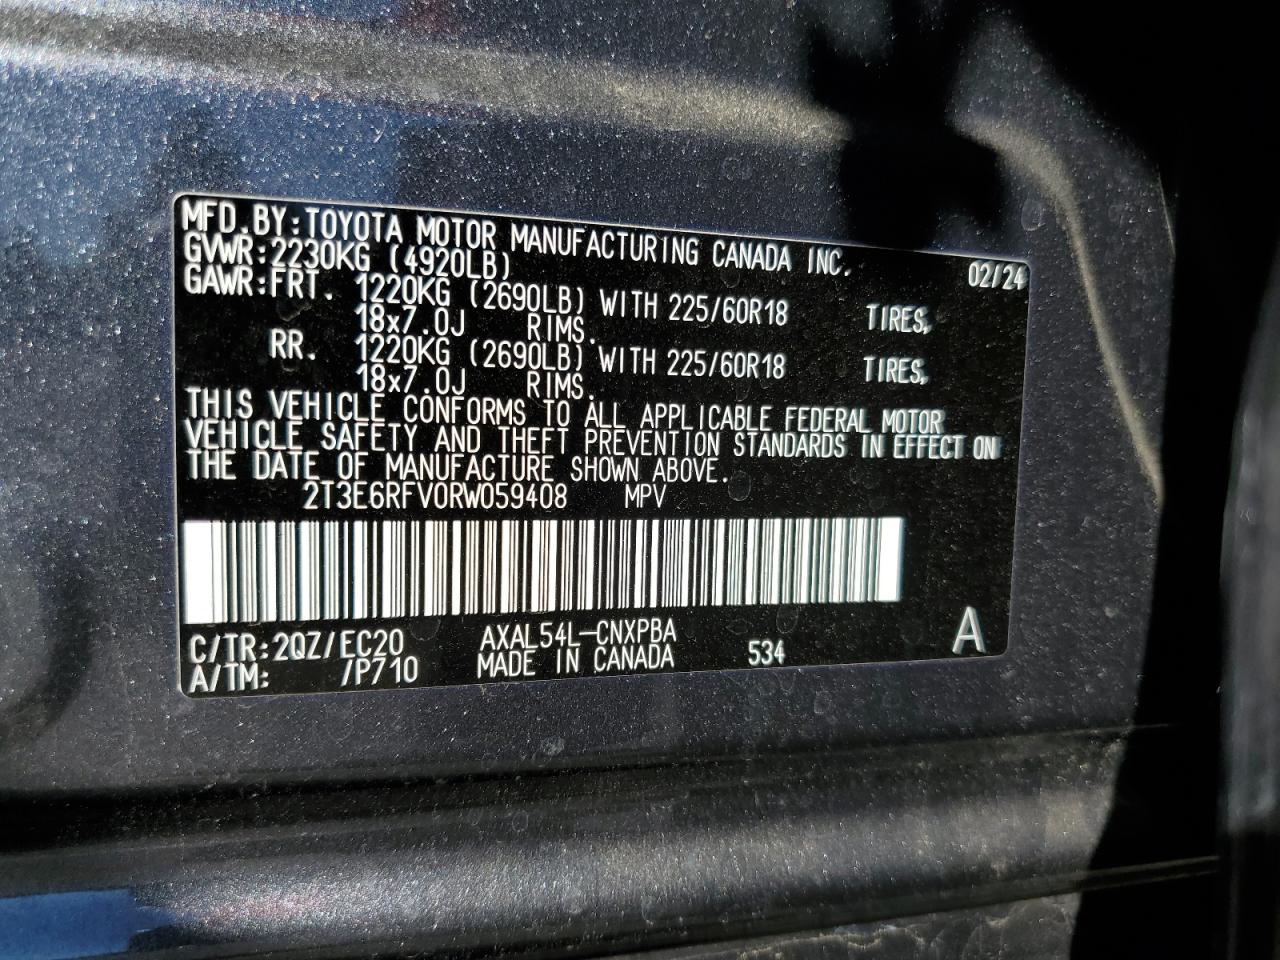 MFD.BY:TOYOTA MOTOR MANUFACTURING CANADA INC.
GVWR:2230KG (4920LB) 02/24
GAWR:FRT. 1220KG (2690LB) WITH 225/60R18 TIRES,
18x7.0J RIMS.
RR. 1220KG (2690LB) WITH 225/60R18 TIRES,
18x7.0J RIMS.
THIS VEHICLE CONFORMS TO ALL APPLICABLE FEDERAL MOTOR
VEHICLE SAFETY AND THEFT PREVENTION STANDARDS IN EFFECT ON
THE DATE OF MANUFACTURE SHOWN ABOVE.
2T3E6RFV0RW059408 MPV
C/TR:2QZ/EC20 AXAL54L-CNXPBA 534 A
A/TM: /P710 MADE IN CANADA